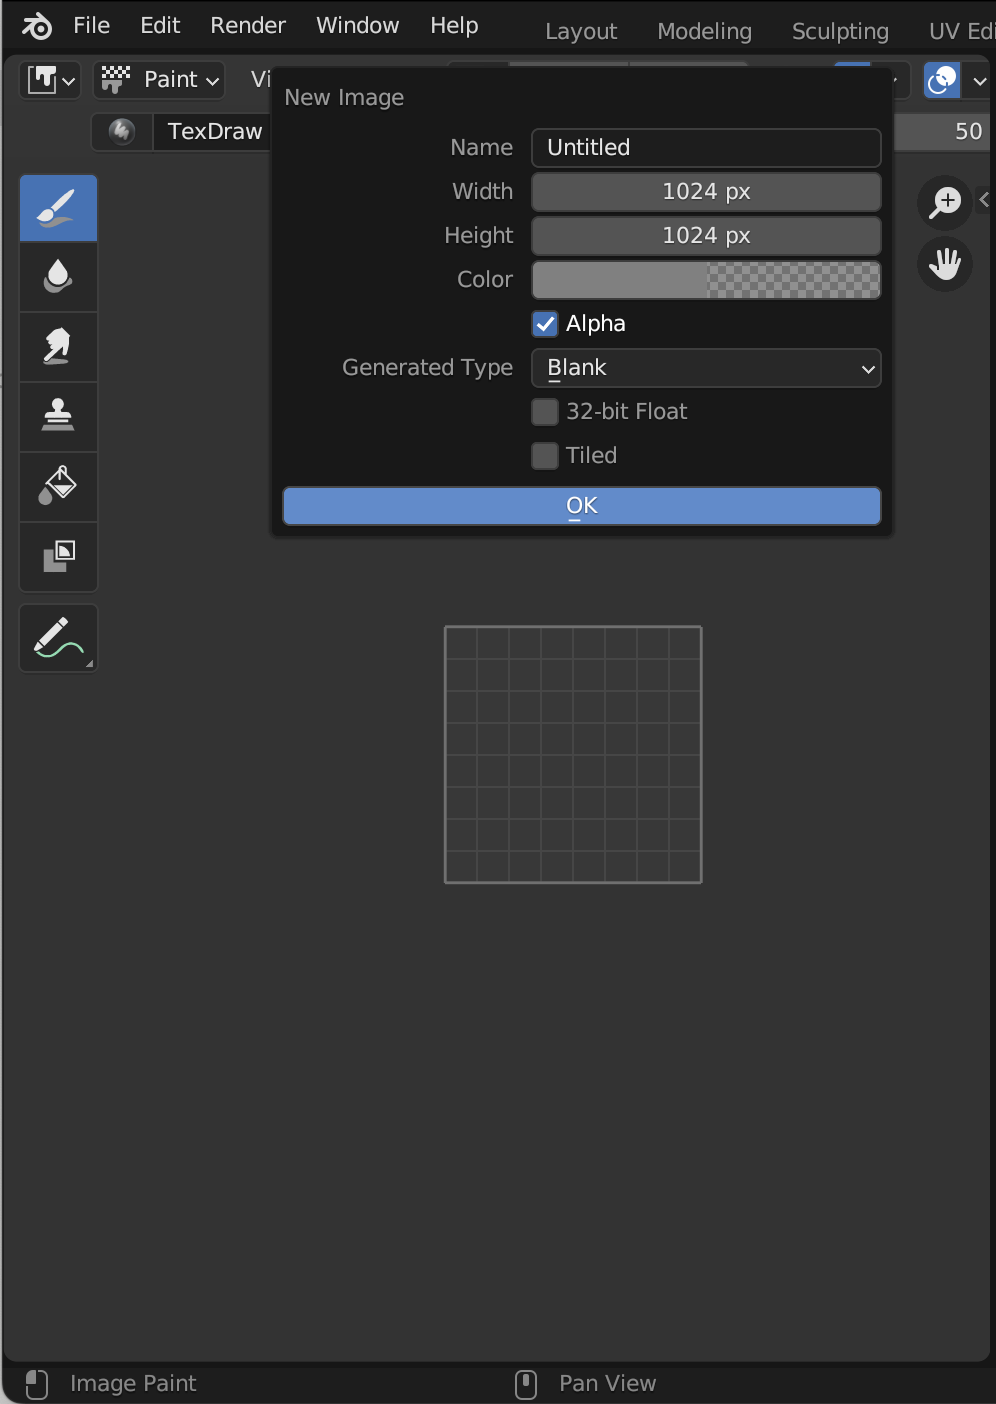 File Edit Render Window Help Layout Modeling Sculpting UV Edi
Paint Vi
TexDraw 50
New Image
Name Untitled
Width 1024 px
Height 1024 px
Color
Alpha
Generated Type Blank
32-bit Float
Tiled
OK
Image Paint Pan View